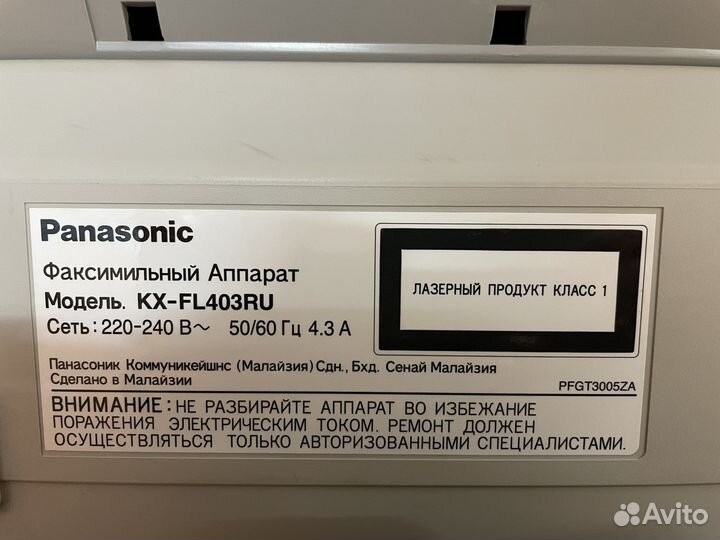 Panasonic
Факсимильный Аппарат
Модель. KX-FL403RU
Сеть: 220-240 В~ 50/60 Гц 4.3 А
ЛАЗЕРНЫЙ ПРОДУКТ КЛАСС 1
Панасоник Коммуникейшнс (Малайзия) Сдн., Бхд. Сенай Малайзия
Сделано в Малайзии
PFGT3005ZA
ВНИМАНИЕ: НЕ РАЗБИРАЙТЕ АППАРАТ ВО ИЗБЕЖАНИЕ
ПОРАЖЕНИЯ ЭЛЕКТРИЧЕСКИМ ТОКОМ. РЕМОНТ ДОЛЖЕН
ОСУЩЕСТВЛЯТЬСЯ ТОЛЬКО АВТОРИЗОВАННЫМИ СПЕЦИАЛИСТАМИ.
Avito